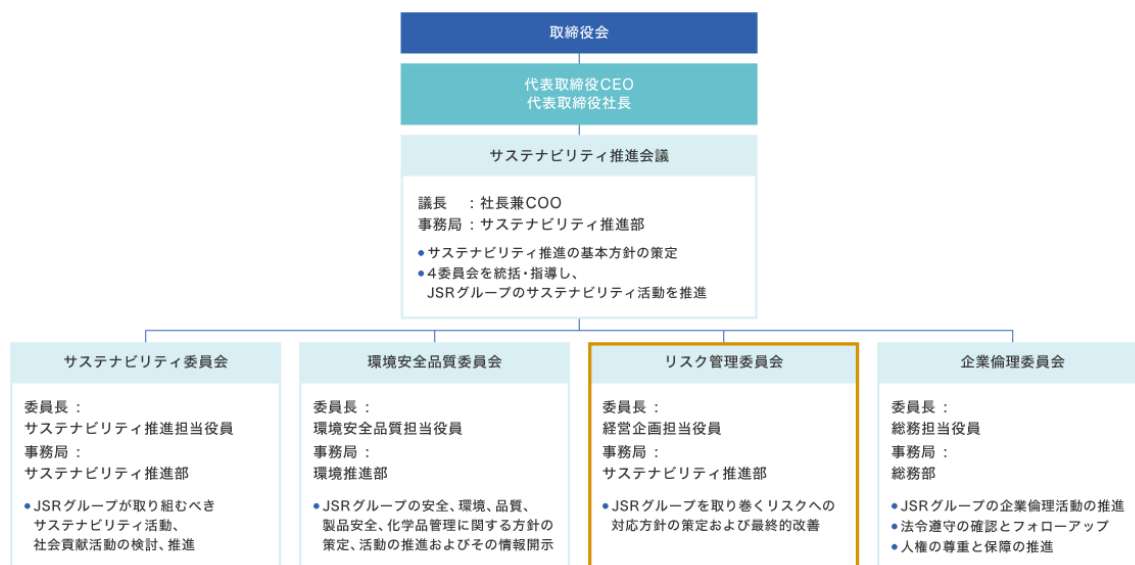 取締役会
代表取締役CEO
代表取締役社長
サステナビリティ推進会議
議長　：社長兼COO
事務局：サステナビリティ推進部
●サステナビリティ推進の基本方針の策定
●4委員会を統括・指導し、
JSRグループのサステナビリティ活動を推進
サステナビリティ委員会
委員長：
サステナビリティ推進担当役員
事務局：
サステナビリティ推進部
●JSRグループが取り組むべき
サステナビリティ活動、
社会貢献活動の検討、推進
環境安全品質委員会
委員長：
環境安全品質担当役員
事務局：
環境推進部
●JSRグループの安全、環境、品質、
製品安全、化学品管理に関する方針の
策定、活動の推進およびその情報開示
リスク管理委員会
委員長：
経営企画担当役員
事務局：
サステナビリティ推進部
●JSRグループを取り巻くリスクへの
対応方針の策定および最終的改善
企業倫理委員会
委員長：
総務担当役員
事務局：
総務部
●JSRグループの企業倫理活動の推進
●法令遵守の確認とフォローアップ
●人権の尊重と保障の推進